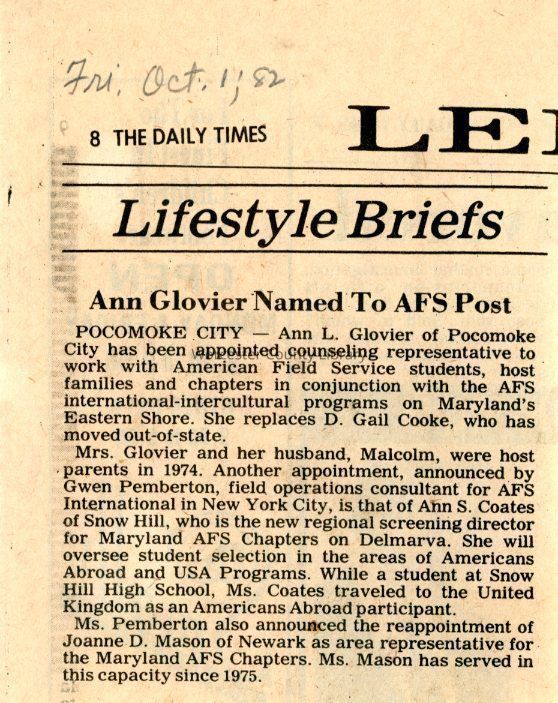 Fri. Oct. 1, '82
8 THE DAILY TIMES
LE
Lifestyle Briefs
Ann Glovier Named To AFS Post
POCOMOKE CITY — Ann L. Glovier of Pocomoke
City has been appointed counseling representative to
work with American Field Service students, host
families and chapters in conjunction with the AFS
international-intercultural programs on Maryland's
Eastern Shore. She replaces D. Gail Cooke, who has
moved out-of-state.
Mrs. Glovier and her husband, Malcolm, were host
parents in 1974. Another appointment, announced by
Gwen Pemberton, field operations consultant for AFS
International in New York City, is that of Ann S. Coates
of Snow Hill, who is the new regional screening director
for Maryland AFS Chapters on Delmarva. She will
oversee student selection in the areas of Americans
Abroad and USA Programs. While a student at Snow
Hill High School, Ms. Coates traveled to the United
Kingdom as an Americans Abroad participant.
Ms. Pemberton also announced the reappointment of
Joanne D. Mason of Newark as area representative for
the Maryland AFS Chapters. Ms. Mason has served in
this capacity since 1975.
Worcester County Library